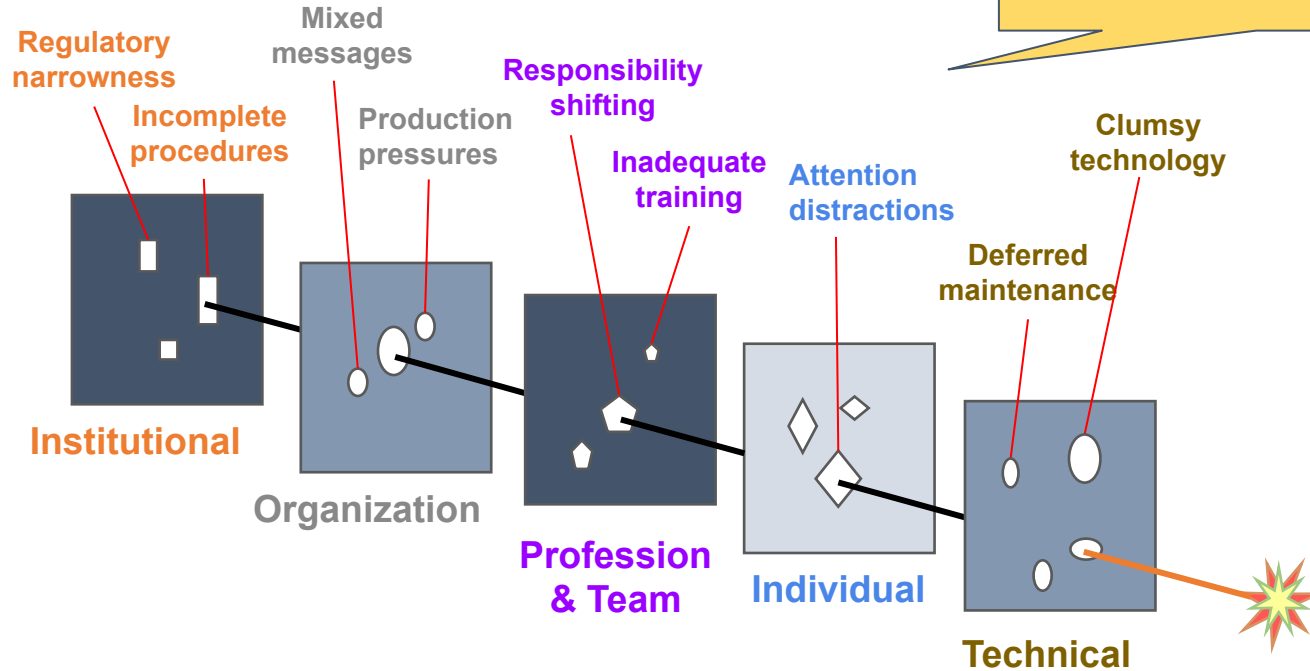 Regulatory
narrowness
Incomplete
procedures
Mixed
messages
Production
pressures
Responsibility
shifting
Inadequate
training
Attention
distractions
Deferred
maintenance
Clumsy
technology
Institutional
Organization
Profession
& Team
Individual
Technical